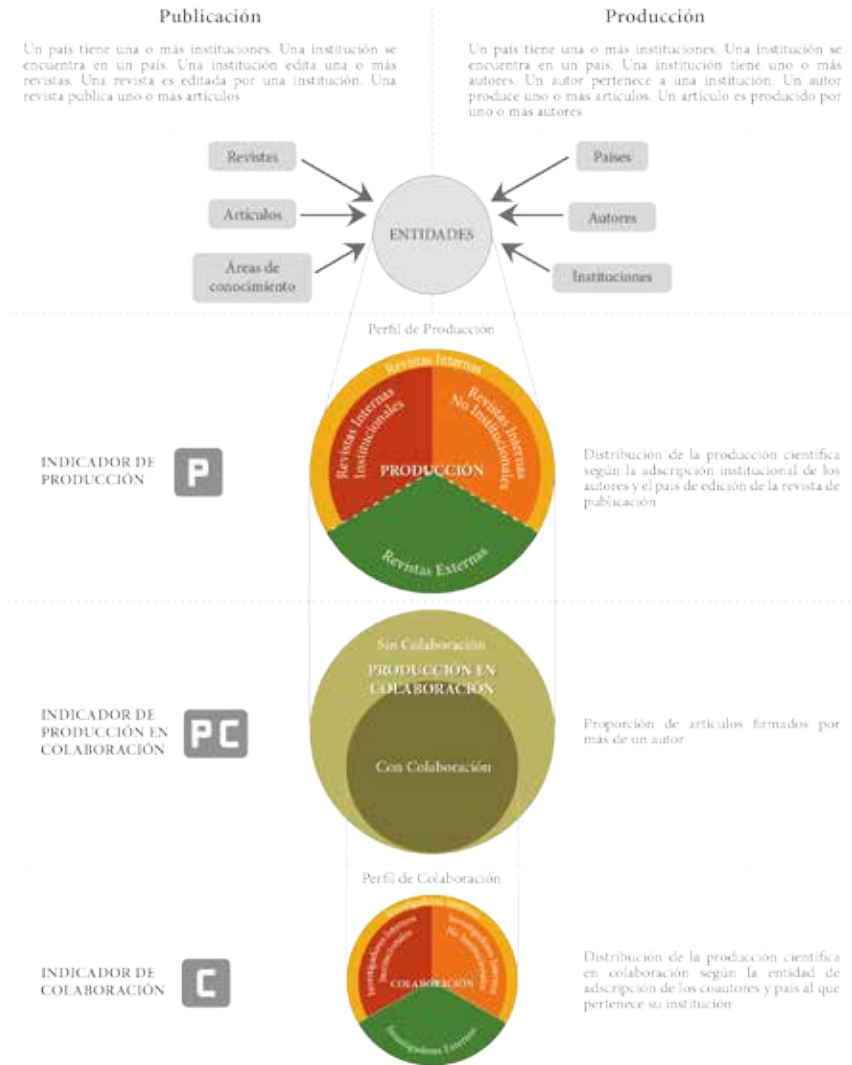 Publicación
Un país tiene una o más instituciones. Una institución se
encuentra en un país. Una institución edita una o más
revistas. Una revista es editada por una institución. Una
revista publica uno o más artículos
Producción
Un país tiene una o más instituciones. Una institución se
encuentra en un país. Una institución tiene uno o más
autores. Un autor pertenece a una institución. Un autor
produce uno o más artículos. Un artículo es producido por
uno o más autores
Revistas
Artículos
Áreas de
conocimiento
ENTIDADES
Países
Autores
Instituciones
Perfil de Producción
INDICADOR DE
PRODUCCIÓN
P
Revistas Internas
Revistas Internas
Institucionales
Revistas Internas
No Institucionales
PRODUCCIÓN
Revistas Externas
Distribución de la producción científica
según la adscripción institucional de los
autores y el país de edición de la revista de
publicación
INDICADOR DE
PRODUCCIÓN EN
COLABORACIÓN
PC
Sin Colaboración
PRODUCCIÓN EN
COLABORACIÓN
Con Colaboración
Proporción de artículos firmados por
más de un autor
Perfil de Colaboración
INDICADOR DE
COLABORACIÓN
C
Investigadores Internos
Investigadores Internos
Institucionales
Investigadores Internos
No Institucionales
COLABORACIÓN
Investigadores Externos
Distribución de la producción científica
en colaboración según la entidad de
adscripción de los coautores y país al que
pertenece su institución